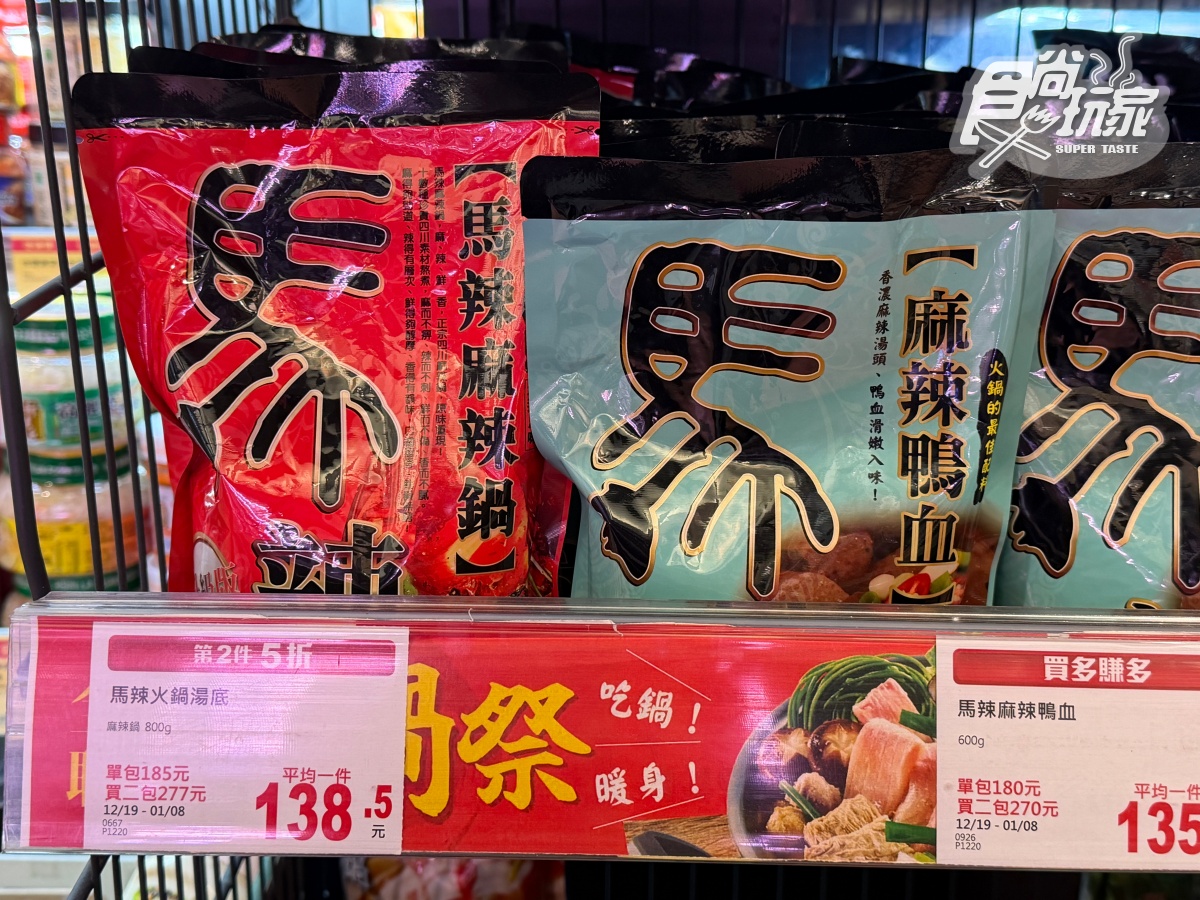 食尚玩家
SUPER TASTE
馬
辣
【馬辣麻辣鍋】
馬
【麻辣鴨血】
香濃麻辣湯頭、鴨血滑嫩入味！
火鍋的最佳配料
第2件5折
馬辣火鍋湯底
麻辣鍋 800g
單包185元
買二包277元
12/19 - 01/08
0667
P1220
平均一件
138.5
元
鍋祭
吃鍋！
暖身！
買多賺多
馬辣麻辣鴨血
600g
單包180元
買二包270元
12/19 - 01/08
0926
P1220
平均一件
135